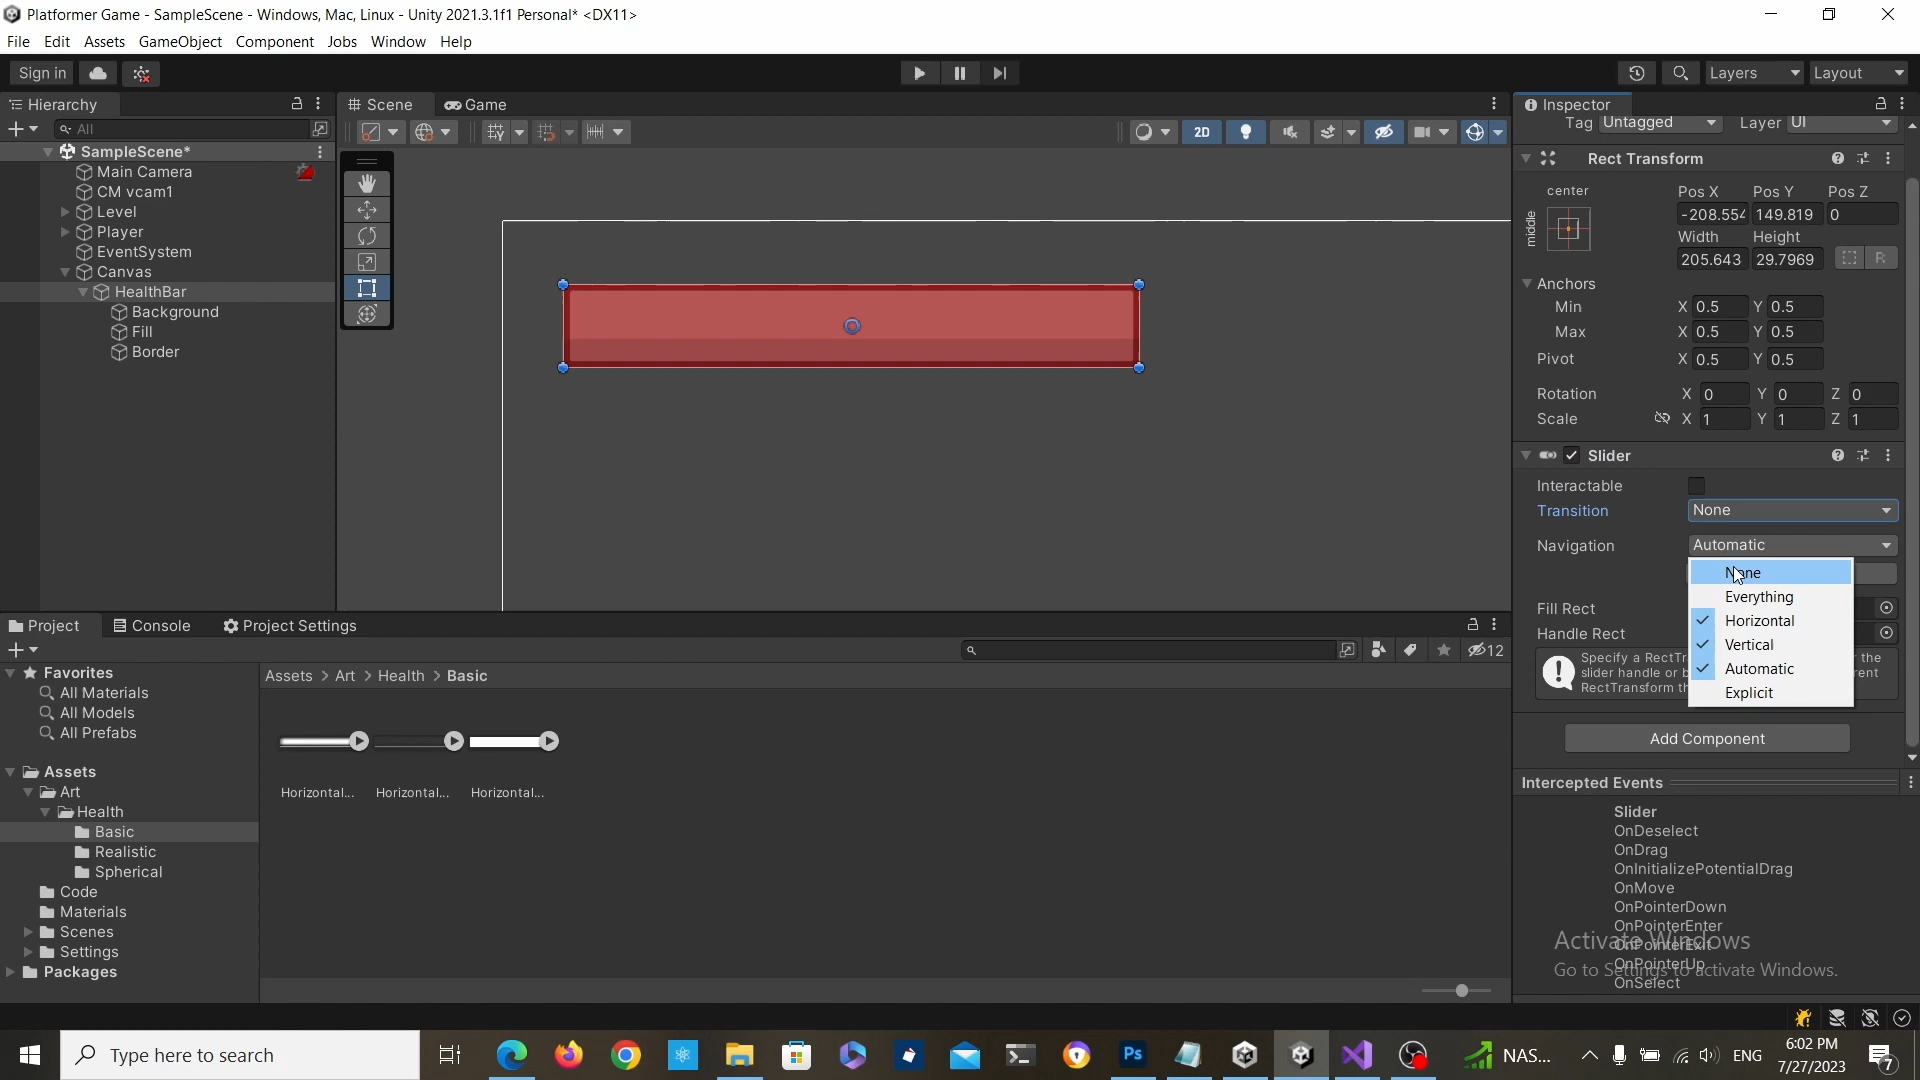 Platformer Game - SampleScene - Windows, Mac, Linux - Unity 2021.3.1f1 Personal* <DX11>
File Edit Assets GameObject Component Jobs Window Help
Sign in Layers Layout
Hierarchy
All
SampleScene*
Main Camera
CM vcam1
Level
Player
EventSystem
Canvas
HealthBar
Background
Fill
Border
Scene Game
2D
Inspector
Tag Untagged Layer UI
Rect Transform
center
middle
Pos X Pos Y Pos Z
-208.554 149.819 0
Width Height
205.643 29.7969 R
Anchors
Min X 0.5 Y 0.5
Max X 0.5 Y 0.5
Pivot X 0.5 Y 0.5
Rotation X 0 Y 0 Z 0
Scale X 1 Y 1 Z 1
Slider
Interactable
Transition None
Navigation Automatic
None
Everything
Horizontal
Vertical
Automatic
Explicit
Fill Rect
Handle Rect
Specify a RectTr the
slider handle or b rent
RectTransform th
Add Component
Intercepted Events
Slider
OnDeselect
OnDrag
OnInitializePotentialDrag
OnMove
OnPointerDown
OnPointerEnter
OnPointerExit
OnPointerUp
OnSelect
Activate Windows
Go to Settings to activate Windows.
Project Console Project Settings
12
Favorites
All Materials
All Models
All Prefabs
Assets
Art
Health
Basic
Realistic
Spherical
Code
Materials
Scenes
Settings
Packages
Assets > Art > Health > Basic
Horizontal... Horizontal... Horizontal...
Type here to search
Ps
NAS...
ENG
6:02 PM
7/27/2023
7